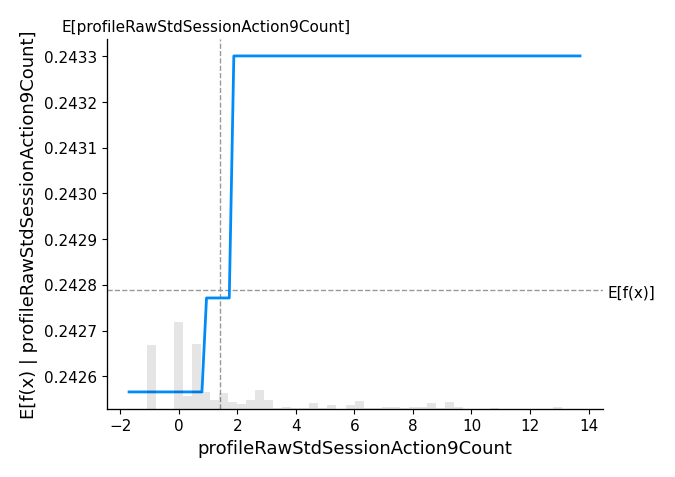 E[profileRawStdSessionAction9Count]
E[f(x) | profileRawStdSessionAction9Count]
0.2433
0.2432
0.2431
0.2430
0.2429
0.2428
0.2427
0.2426
E[f(x)]
−2 0 2 4 6 8 10 12 14
profileRawStdSessionAction9Count